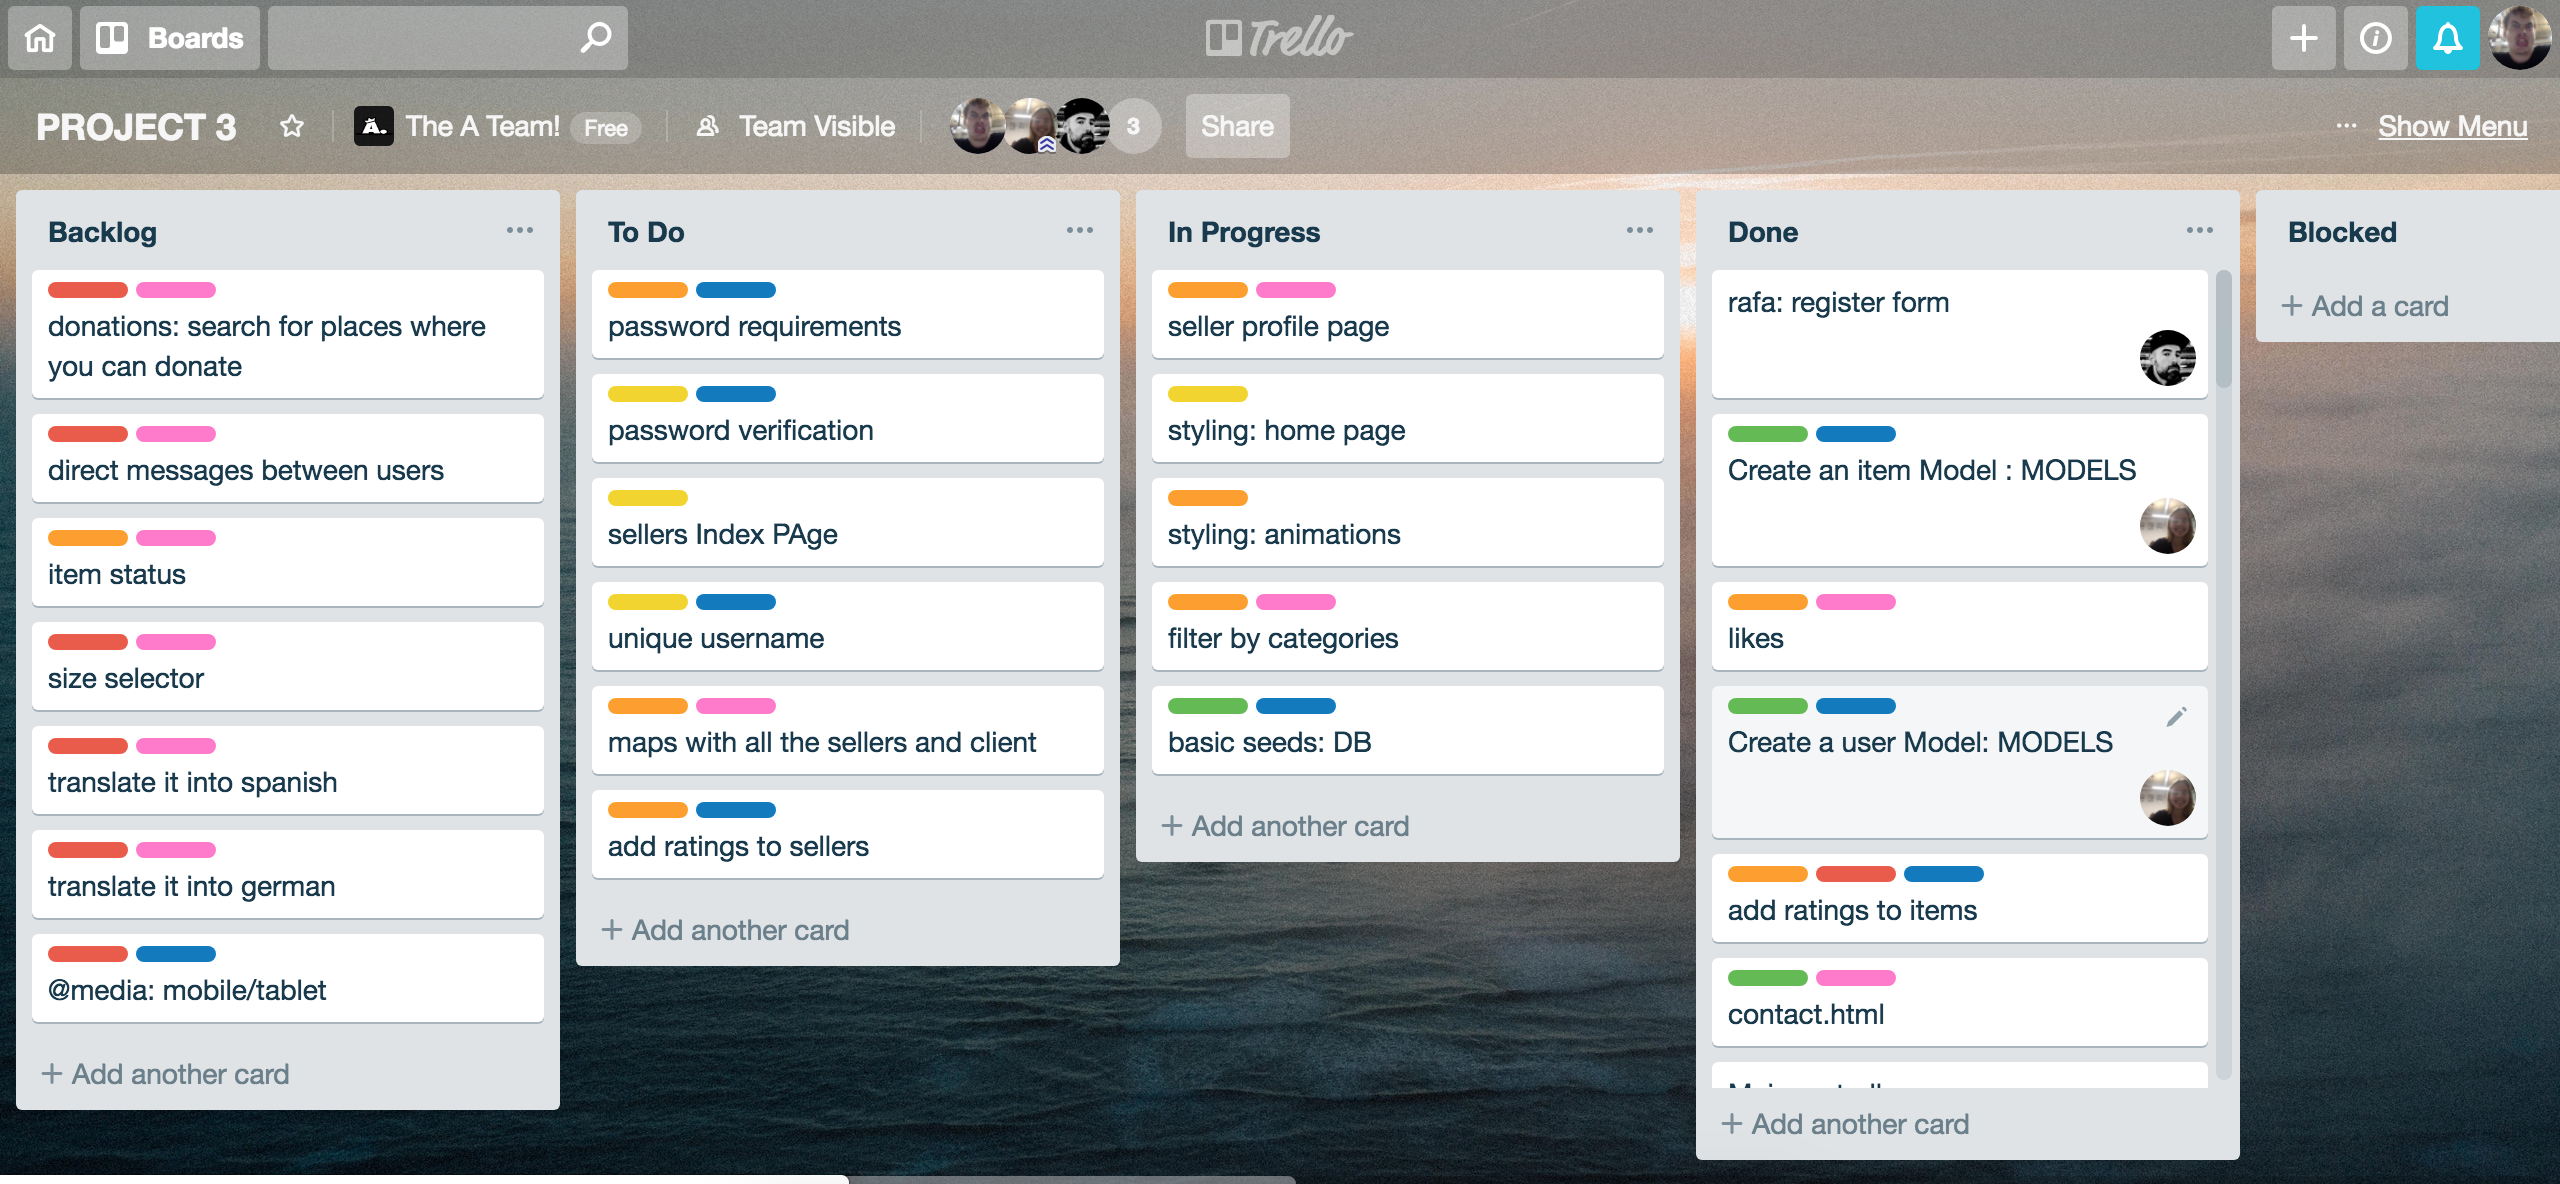 Boards
Trello
PROJECT 3
The A Team!
Free
Team Visible
3
Share
Show Menu
Backlog
donations: search for places where
you can donate
direct messages between users
item status
size selector
translate it into spanish
translate it into german
@media: mobile/tablet
+ Add another card
To Do
password requirements
password verification
sellers Index PAge
unique username
maps with all the sellers and client
add ratings to sellers
+ Add another card
In Progress
seller profile page
styling: home page
styling: animations
filter by categories
basic seeds: DB
+ Add another card
Done
rafa: register form
Create an item Model : MODELS
likes
Create a user Model: MODELS
add ratings to items
contact.html
+ Add another card
Blocked
+ Add a card